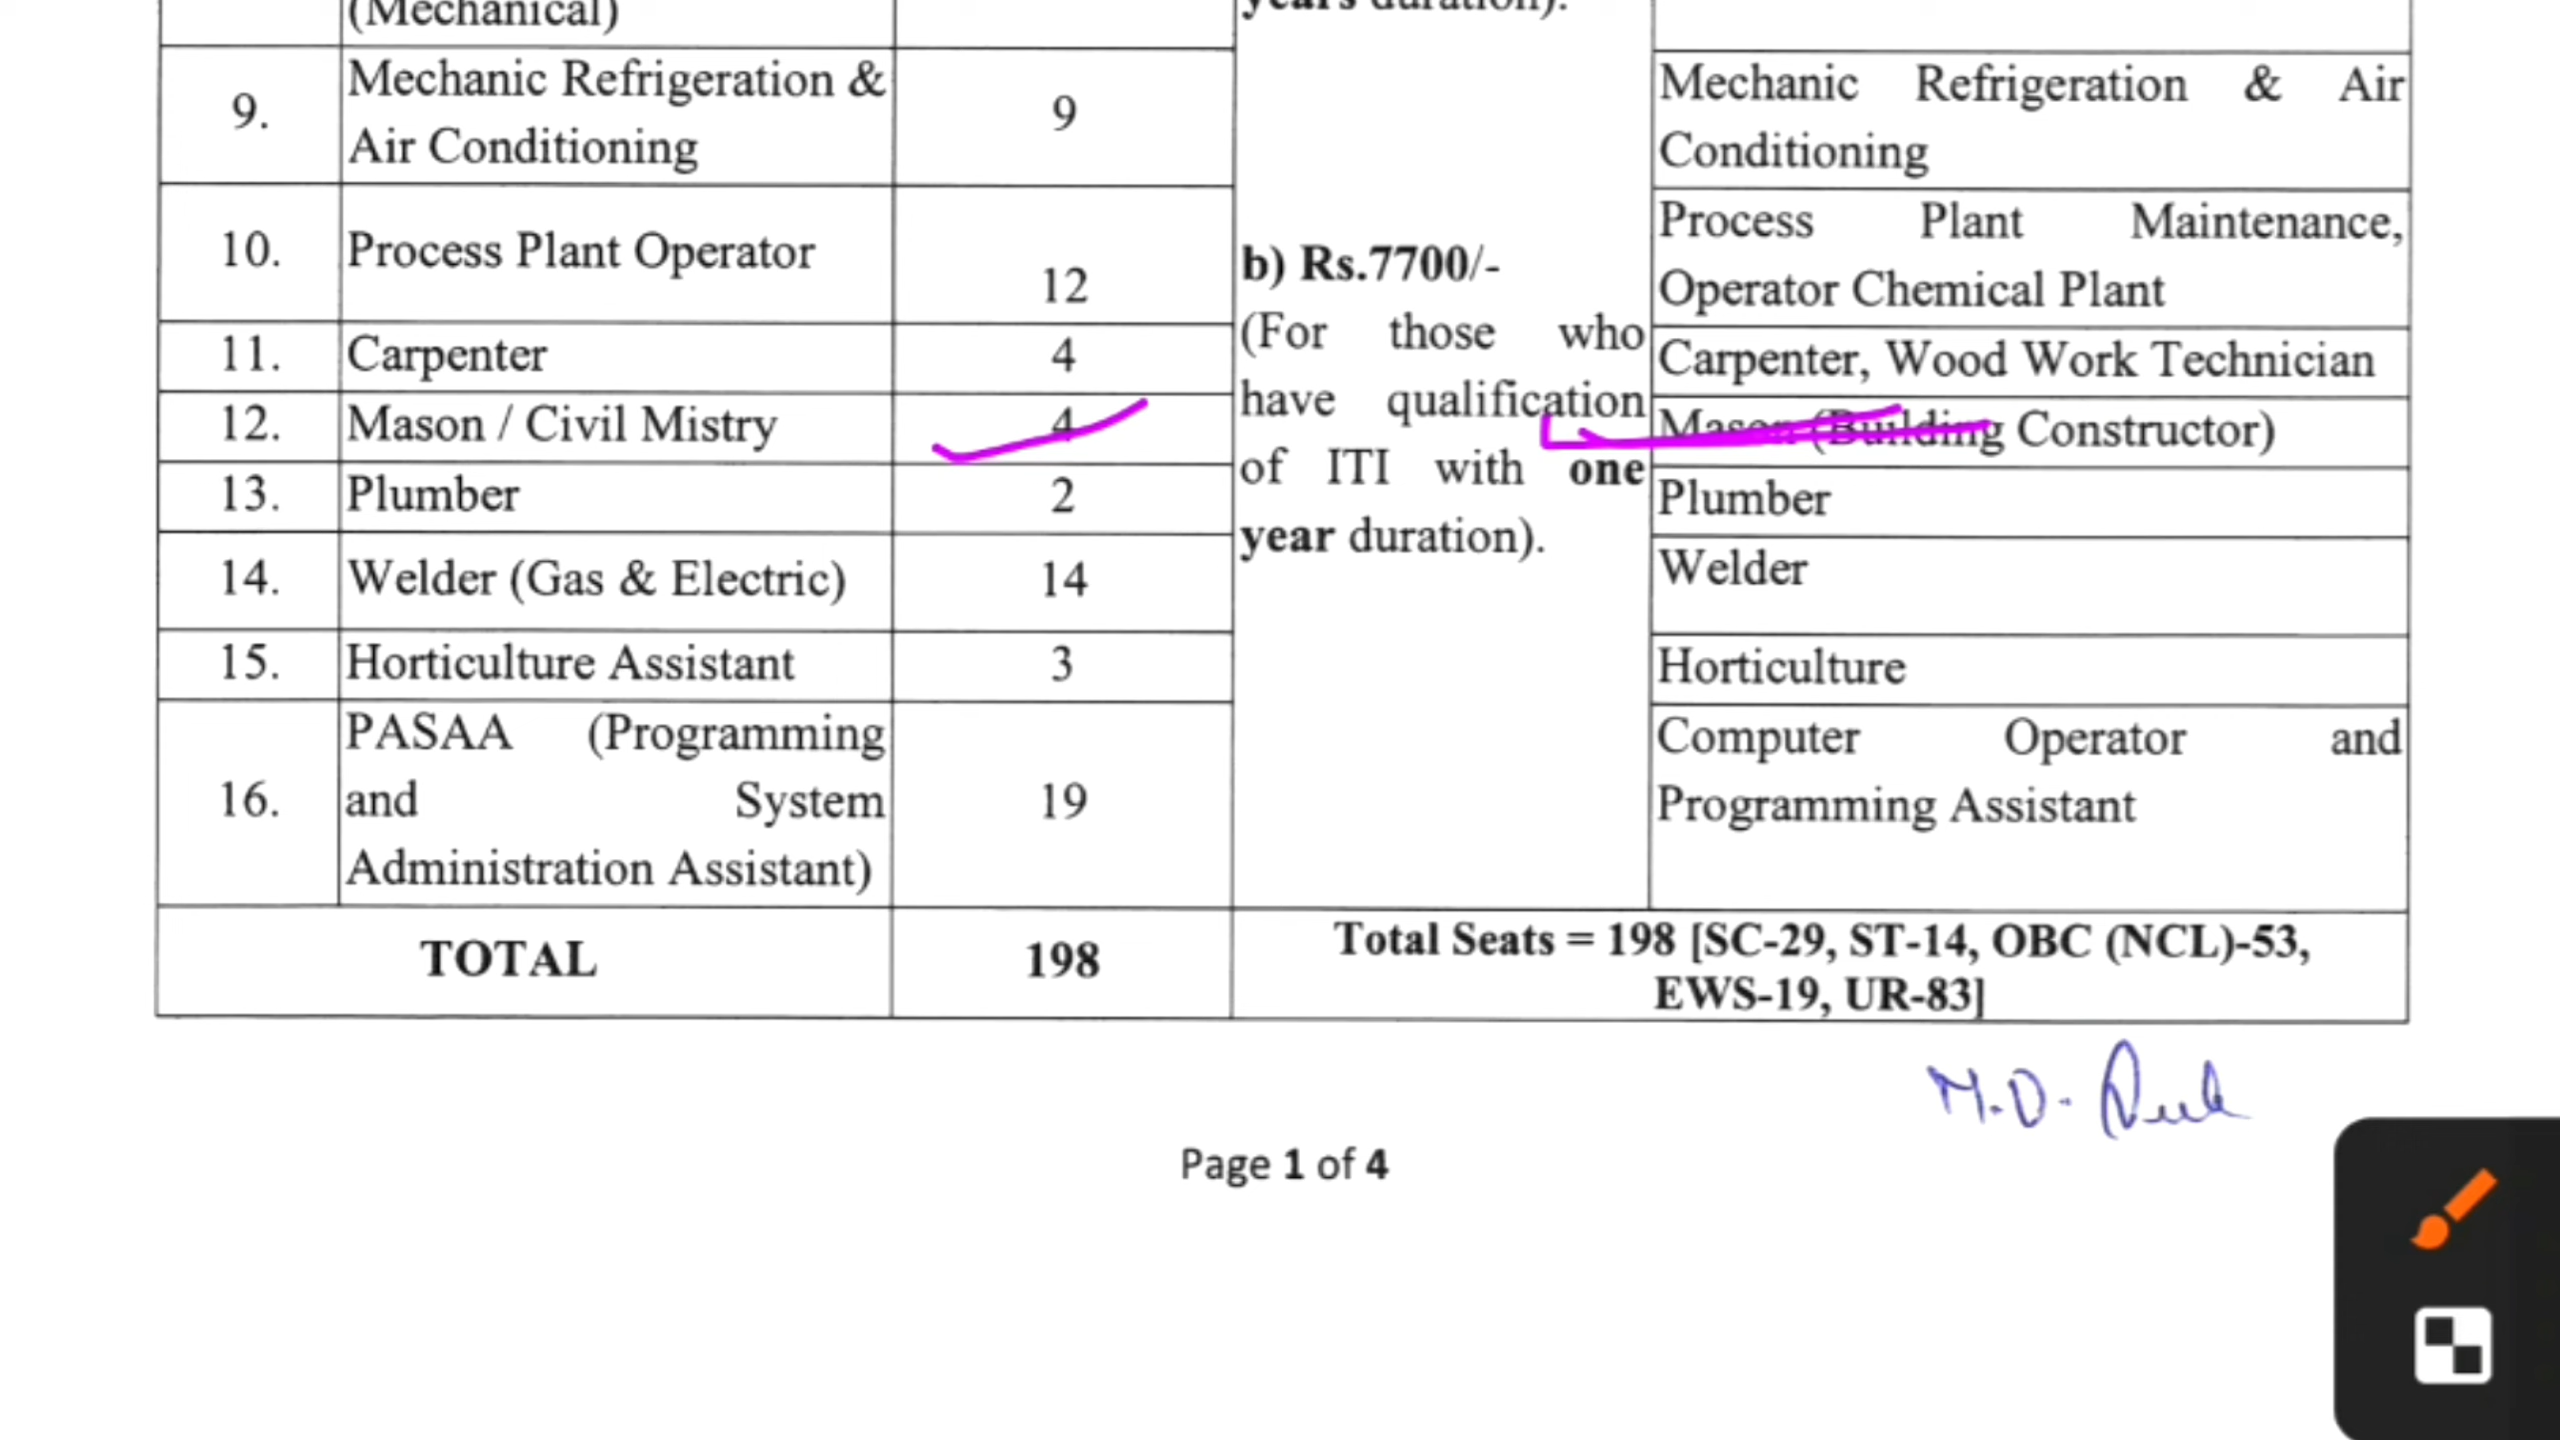 (Mechanical)
years duration).
9.
Mechanic Refrigeration &
Air Conditioning
9
Mechanic Refrigeration & Air
Conditioning
10.
Process Plant Operator
12
b) Rs.7700/-
(For those who
have qualification
of ITI with one
year duration).
Process Plant Maintenance,
Operator Chemical Plant
11.
Carpenter
4
Carpenter, Wood Work Technician
12.
Mason / Civil Mistry
4
Mason (Building Constructor)
13.
Plumber
2
Plumber
14.
Welder (Gas & Electric)
14
Welder
15.
Horticulture Assistant
3
Horticulture
16.
PASAA (Programming
and System
Administration Assistant)
19
Computer Operator and
Programming Assistant
TOTAL
198
Total Seats = 198 [SC-29, ST-14, OBC (NCL)-53,
EWS-19, UR-83]
M.D.
Page 1 of 4